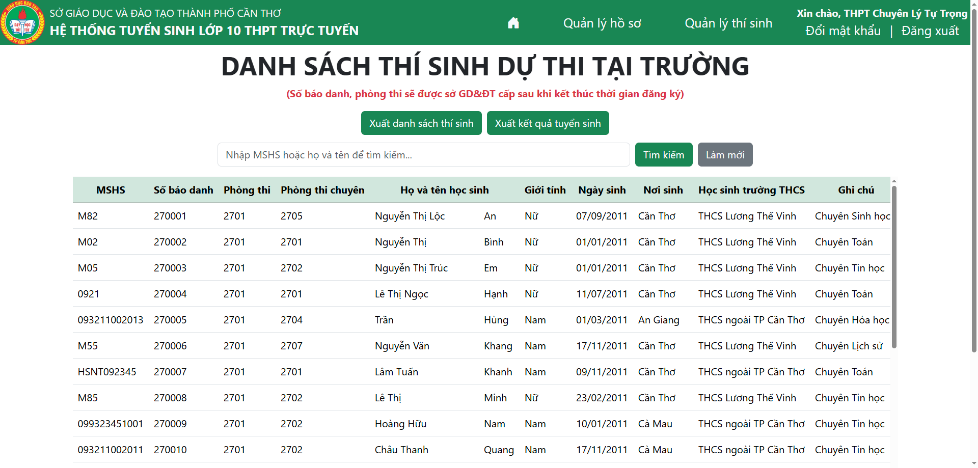 SỞ GIÁO DỤC VÀ ĐÀO TẠO THÀNH PHỐ CẦN THƠ
HỆ THỐNG TUYỂN SINH LỚP 10 THPT TRỰC TUYẾN
Quản lý hồ sơ
Quản lý thí sinh
Xin chào, THPT Chuyên Lý Tự Trọng
Đổi mật khẩu | Đăng xuất
DANH SÁCH THÍ SINH DỰ THI TẠI TRƯỜNG
(Số báo danh, phòng thi sẽ được sở GD&ĐT cấp sau khi kết thúc thời gian đăng ký)
Xuất danh sách thí sinh
Xuất kết quả tuyển sinh
Nhập MSHS hoặc họ và tên để tìm kiếm...
Tìm kiếm
Làm mới
MSHS Số báo danh Phòng thi Phòng thi chuyên Họ và tên học sinh Giới tính Ngày sinh Nơi sinh Học sinh trường THCS Ghi chú
M82 270001 2701 2705 Nguyễn Thị Lộc An Nữ 07/09/2011 Cần Thơ THCS Lương Thế Vinh Chuyên Sinh học
M02 270002 2701 2701 Nguyễn Thị Bình Nữ 01/01/2011 Cần Thơ THCS Lương Thế Vinh Chuyên Toán
M05 270003 2701 2702 Nguyễn Thị Trúc Em Nữ 01/01/2011 Cần Thơ THCS Lương Thế Vinh Chuyên Tin học
0921 270004 2701 2701 Lê Thị Ngọc Hạnh Nữ 11/07/2011 Cần Thơ THCS Lương Thế Vinh Chuyên Toán
093211002013 270005 2701 2704 Trần Hùng Nam 01/03/2011 An Giang THCS ngoài TP Cần Thơ Chuyên Hóa học
M55 270006 2701 2707 Nguyễn Văn Khang Nam 17/11/2011 Cần Thơ THCS Lương Thế Vinh Chuyên Lịch sử
HSNT092345 270007 2701 2701 Lâm Tuấn Khanh Nam 09/11/2011 Cần Thơ THCS ngoài TP Cần Thơ Chuyên Toán
M85 270008 2701 2702 Lê Thị Minh Nam 23/02/2011 Cần Thơ THCS Lương Thế Vinh Chuyên Tin học
099323451001 270009 2701 2702 Hoàng Hữu Nam Nam 10/01/2011 Cà Mau THCS ngoài TP Cần Thơ Chuyên Tin học
093211002011 270010 2701 2702 Châu Thanh Quang Nam 17/11/2011 Cà Mau THCS ngoài TP Cần Thơ Chuyên Tin học